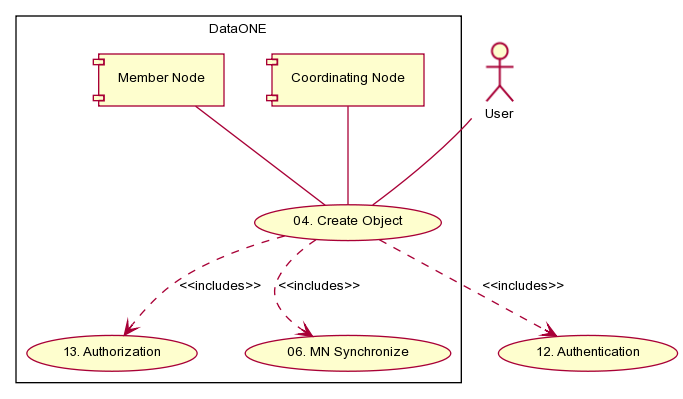 DataONE
Member Node
Coordinating Node
User
04. Create Object
<<includes>>
<<includes>>
<<includes>>
13. Authorization
06. MN Synchronize
12. Authentication